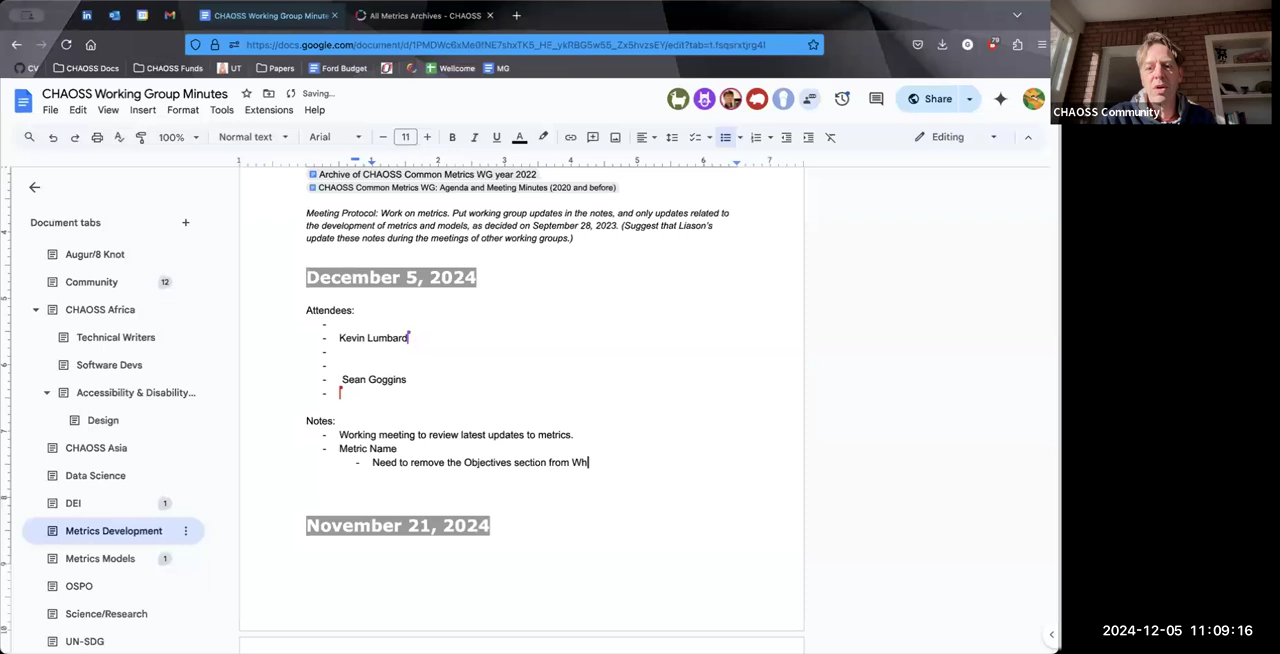 CHAOSS Working Group Minute
All Metrics Archives - CHAOSS
https://docs.google.com/document/d/
CV
CHAOSS Docs
CHAOSS Funds
UT
Papers
Ford Budget
Wellcome
MG
79
CHAOSS Working Group Minutes
Saving...
File Edit View Insert Format Tools Extensions Help
Share
100%
Normal text
Arial
11
Editing
1 1 2 3 4 5 6 7
Document tabs
Augur/8 Knot
Community 12
CHAOSS Africa
Technical Writers
Software Devs
Accessibility & Disability...
Design
CHAOSS Asia
Data Science
DEI 1
Metrics Development
Metrics Models 1
OSPO
Science/Research
UN-SDG
Archive of CHAOSS Common Metrics WG year 2022
CHAOSS Common Metrics WG: Agenda and Meeting Minutes (2020 and before)
Meeting Protocol: Work on metrics. Put working group updates in the notes, and only updates related to
the development of metrics and models, as decided on September 28, 2023. (Suggest that Liason's
update these notes during the meetings of other working groups.)
December 5, 2024
Attendees:
-
- Kevin Lumbard
-
-
- Sean Goggins
-
Notes:
- Working meeting to review latest updates to metrics.
- Metric Name
- Need to remove the Objectives section from Wh
November 21, 2024
CHAOSS Community
2024-12-05 11:09:16